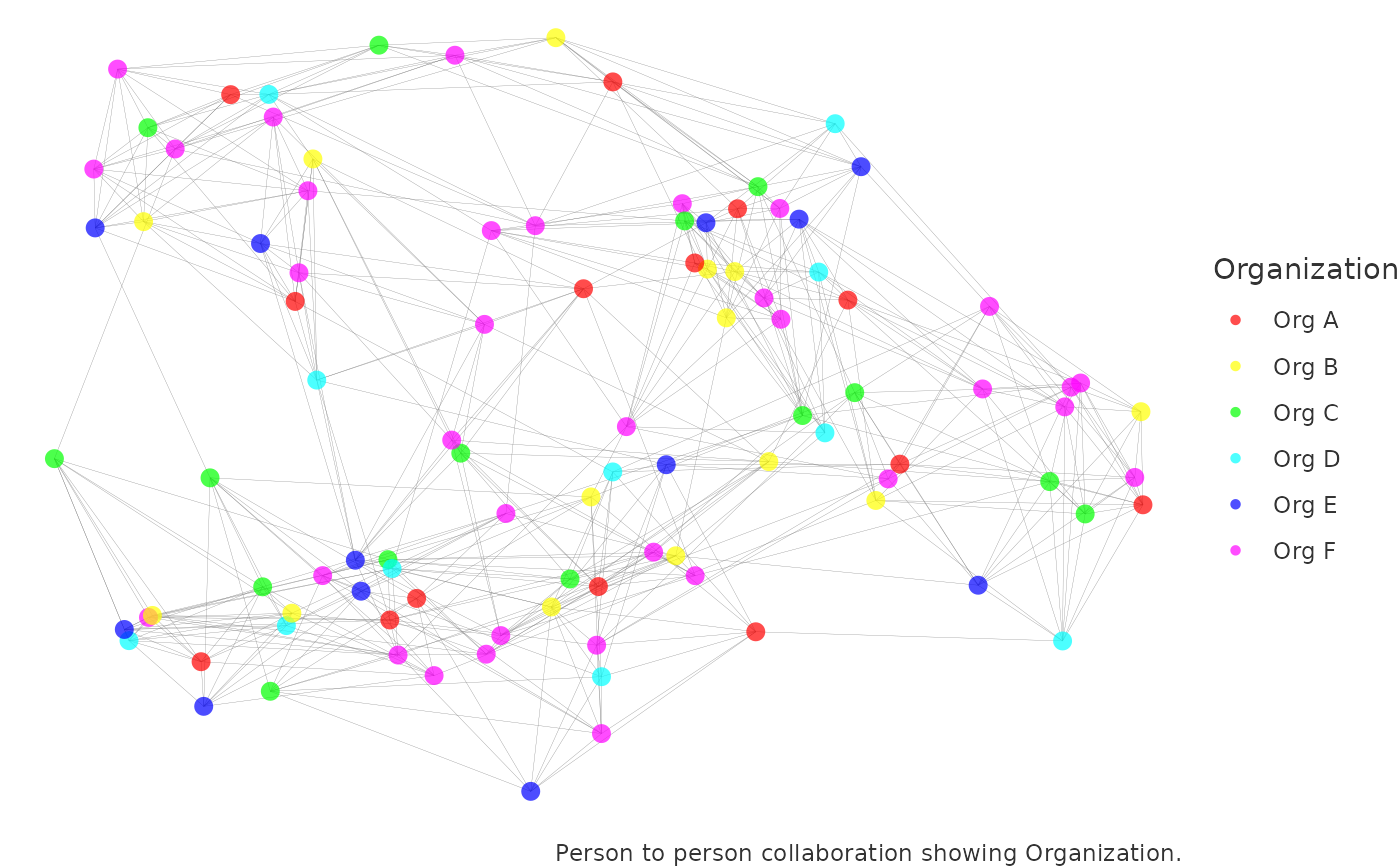 Organization
Org A
Org B
Org C
Org D
Org E
Org F
Person to person collaboration showing Organization.